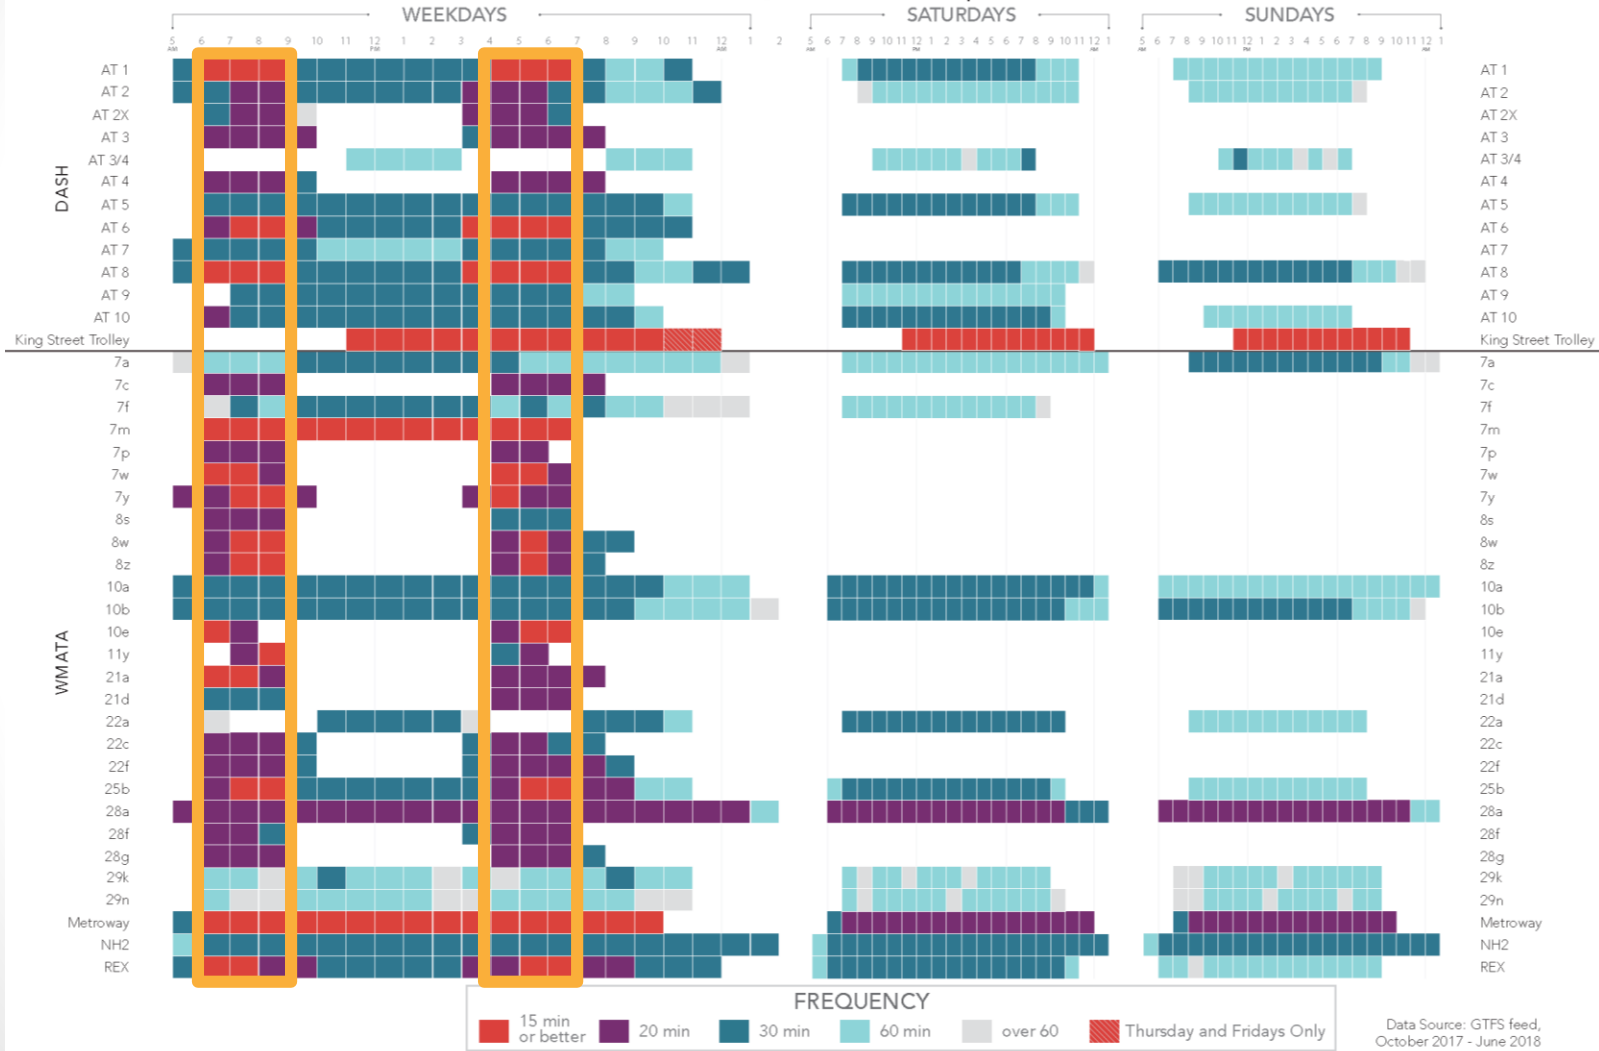 WEEKDAYS
SATURDAYS
SUNDAYS
5 6 7 8 9 10 11 12 1 2 3 4 5 6 7 8 9 10 11 12 1 2
AM PM AM
5 6 7 8 9 10 11 12 1 2 3 4 5 6 7 8 9 10 11 12 1
AM PM AM
5 6 7 8 9 10 11 12 1 2 3 4 5 6 7 8 9 10 11 12 1
AM PM AM
DASH
AT 1 AT 1
AT 2 AT 2
AT 2X AT 2X
AT 3 AT 3
AT 3/4 AT 3/4
AT 4 AT 4
AT 5 AT 5
AT 6 AT 6
AT 7 AT 7
AT 8 AT 8
AT 9 AT 9
AT 10 AT 10
King Street Trolley King Street Trolley
WMATA
7a 7a
7c 7c
7f 7f
7m 7m
7p 7p
7w 7w
7y 7y
8s 8s
8w 8w
8z 8z
10a 10a
10b 10b
10e 10e
11y 11y
21a 21a
21d 21d
22a 22a
22c 22c
22f 22f
25b 25b
28a 28a
28f 28f
28g 28g
29k 29k
29n 29n
Metroway Metroway
NH2 NH2
REX REX
FREQUENCY
15 min
or better
20 min
30 min
60 min
over 60
Thursday and Fridays Only
Data Source: GTFS feed,
October 2017 - June 2018